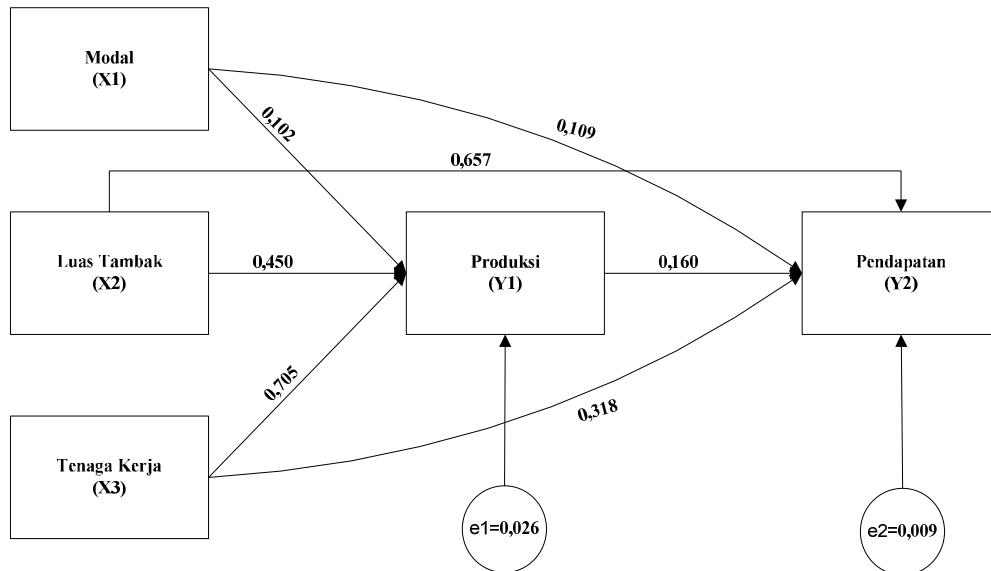 Modal
(X1)
0,102
0,109
0,657
Luas Tambak
(X2)
0,450
Produksi
(Y1)
0,160
Pendapatan
(Y2)
0,705
0,318
Tenaga Kerja
(X3)
e1=0,026
e2=0,009